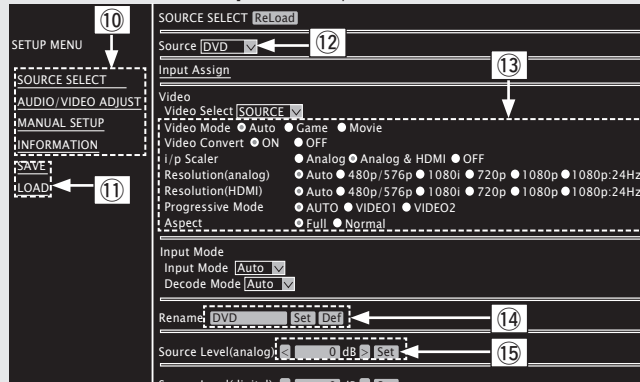 ⑩
SETUP MENU
SOURCE SELECT
AUDIO/VIDEO ADJUST
MANUAL SETUP
INFORMATION
SAVE
LOAD ⑪
SOURCE SELECT ReLoad
Source DVD ⑫
Input Assign
⑬
Video
Video Select SOURCE
Video Mode Auto Game Movie
Video Convert ON OFF
i/p Scaler Analog Analog & HDMI OFF
Resolution(analog) Auto 480p/576p 1080i 720p 1080p 1080p:24Hz
Resolution(HDMI) Auto 480p/576p 1080i 720p 1080p 1080p:24Hz
Progressive Mode AUTO VIDEO1 VIDEO2
Aspect Full Normal
Input Mode
Input Mode Auto
Decode Mode Auto
Rename DVD Set Def ⑭
Source Level(analog) < 0 dB > Set ⑮